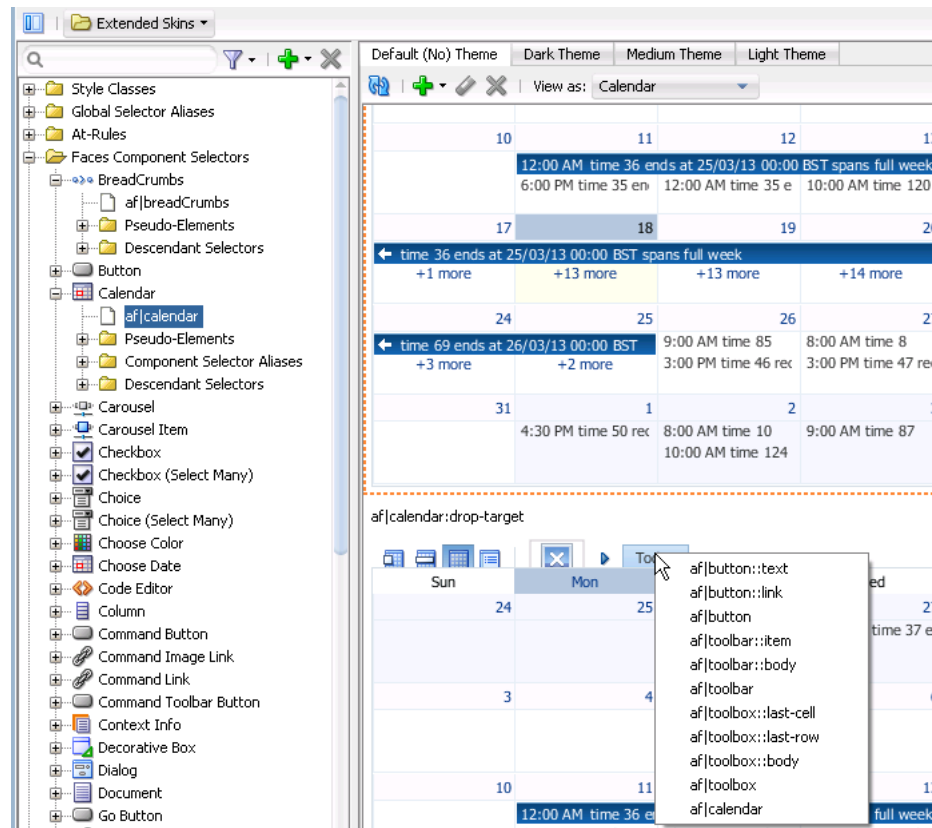 Extended Skins
Style Classes
Global Selector Aliases
At-Rules
Faces Component Selectors
BreadCrumbs
af|breadCrumbs
Pseudo-Elements
Descendant Selectors
Button
Calendar
af|calendar
Pseudo-Elements
Component Selector Aliases
Descendant Selectors
Carousel
Carousel Item
Checkbox
Checkbox (Select Many)
Choice
Choice (Select Many)
Choose Color
Choose Date
Code Editor
Column
Command Button
Command Image Link
Command Link
Command Toolbar Button
Context Info
Decorative Box
Dialog
Document
Go Button
Default (No) Theme Dark Theme Medium Theme Light Theme
View as: Calendar
10 11 12
12:00 AM time 36 ends at 25/03/13 00:00 BST spans full week
6:00 PM time 35 en 12:00 AM time 35 e 10:00 AM time 120
17 18 19
time 36 ends at 25/03/13 00:00 BST spans full week
+1 more +13 more +13 more +14 more
24 25 26
time 69 ends at 26/03/13 00:00 BST 9:00 AM time 85 8:00 AM time 8
+3 more +2 more 3:00 PM time 46 rec 3:00 PM time 47 re
31 1 2
4:30 PM time 50 rec 8:00 AM time 10 9:00 AM time 87
10:00 AM time 124
af|calendar:drop-target
Sun Mon ed
24 25
time 37 e
3 4
10 11
12:00 AM time 36 e full week
af|button::text
af|button::link
af|button
af|toolbar::item
af|toolbar::body
af|toolbar
af|toolbox::last-cell
af|toolbox::last-row
af|toolbox::body
af|toolbox
af|calendar